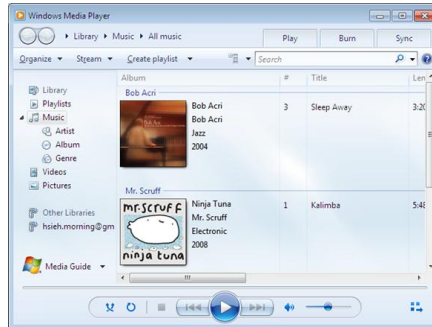 Windows Media Player
Library Music All music
Play Burn Sync
Organize Stream Create playlist Search
Album # Title Len
Library
Playlists
Music
Artist
Album
Genre
Videos
Pictures
Other Libraries
hsieh.morning@gm
Media Guide
Bob Acri
Bob Acri
Bob Acri
Jazz
2004
3 Sleep Away 3:20
Mr. Scruff
mr.scruff
ninja tuna
Ninja Tuna
Mr. Scruff
Electronic
2008
1 Kalimba 5:48